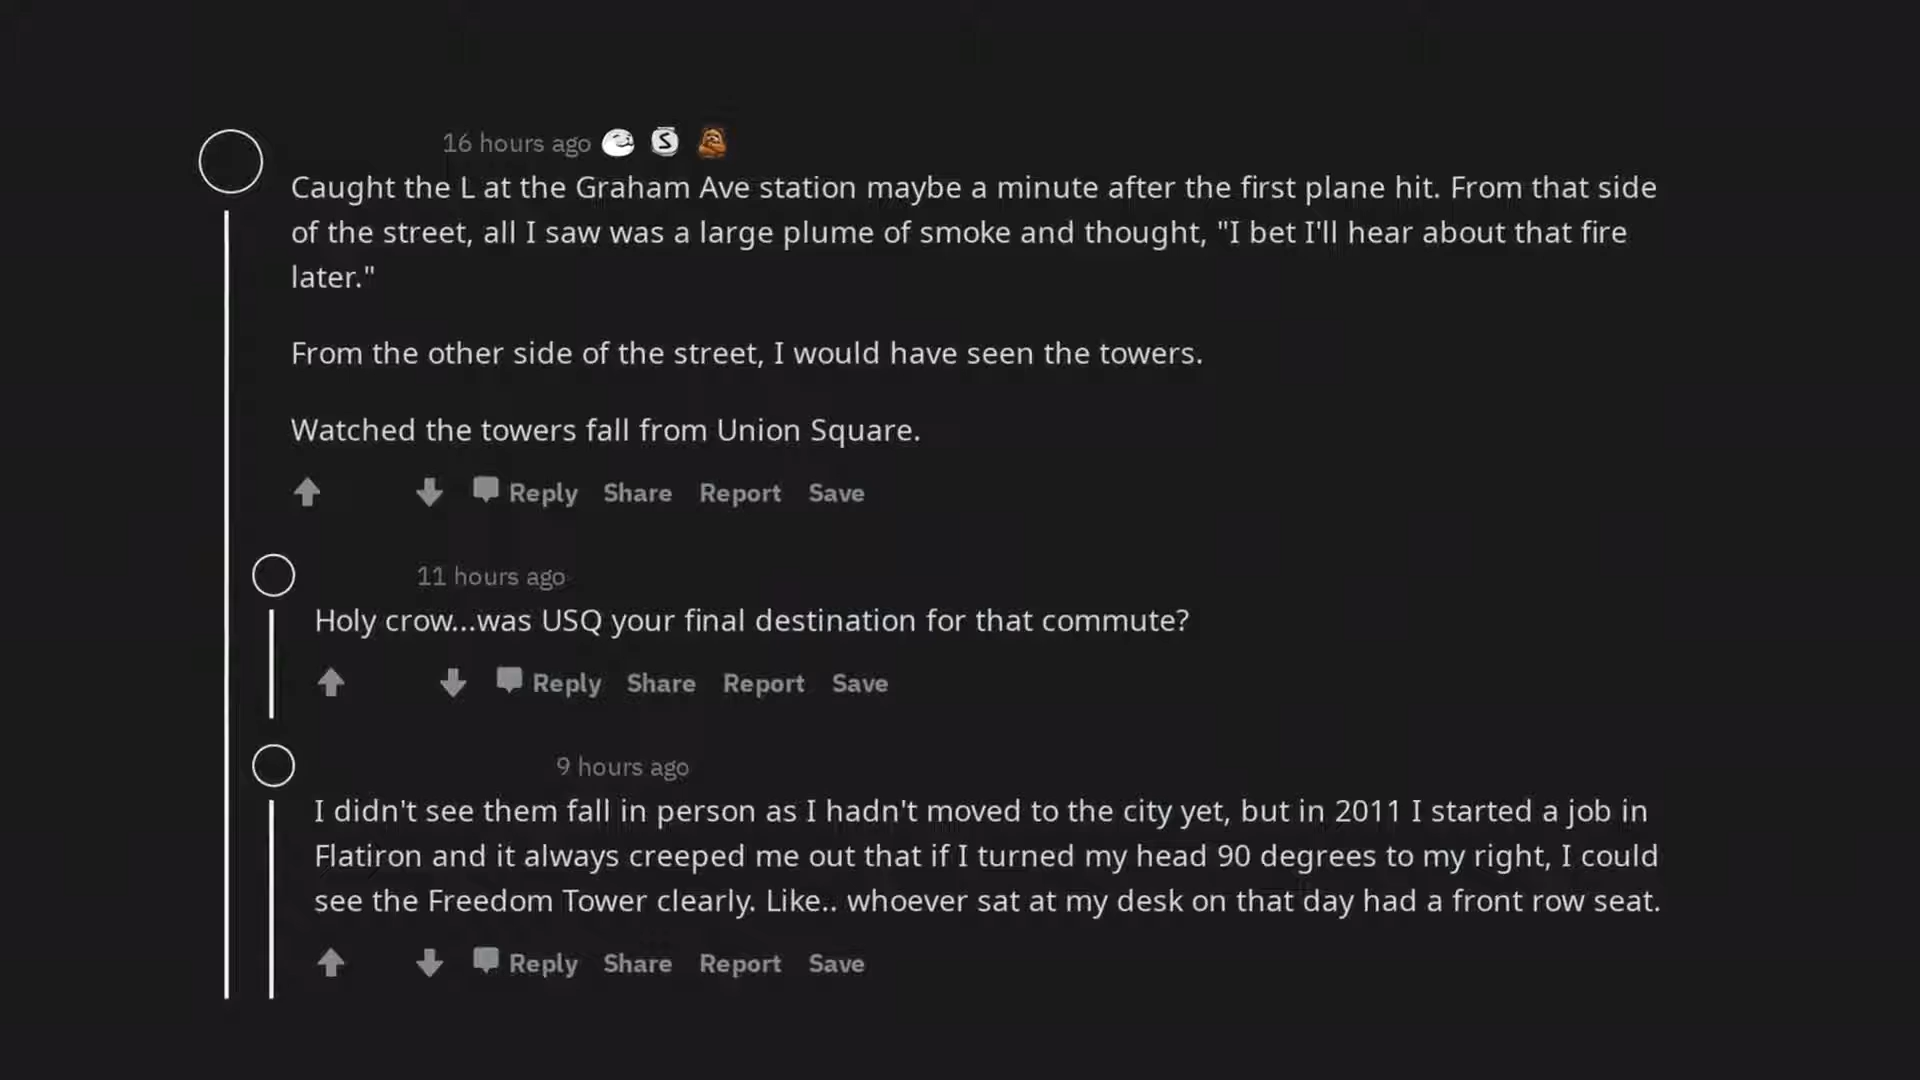 16 hours ago
Caught the L at the Graham Ave station maybe a minute after the first plane hit. From that side
of the street, all I saw was a large plume of smoke and thought, "I bet I'll hear about that fire
later."
From the other side of the street, I would have seen the towers.
Watched the towers fall from Union Square.
Reply Share Report Save
11 hours ago
Holy crow...was USQ your final destination for that commute?
Reply Share Report Save
9 hours ago
I didn't see them fall in person as I hadn't moved to the city yet, but in 2011 I started a job in
Flatiron and it always creeped me out that if I turned my head 90 degrees to my right, I could
see the Freedom Tower clearly. Like.. whoever sat at my desk on that day had a front row seat.
Reply Share Report Save